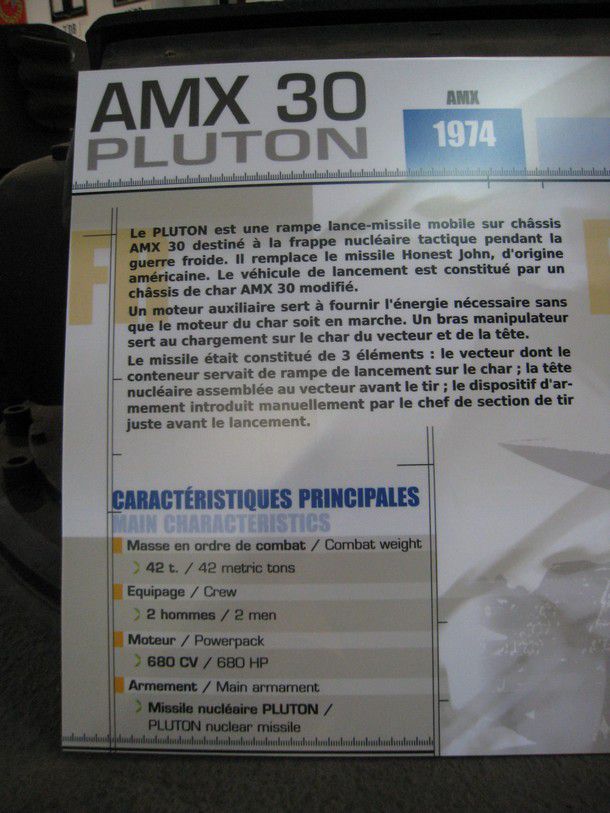 AMX 30
PLUTON
AMX
1974
Le PLUTON est une rampe lance-missile mobile sur châssis
AMX 30 destiné à la frappe nucléaire tactique pendant la
guerre froide. Il remplace le missile Honest John, d'origine
américaine. Le véhicule de lancement est constitué par un
châssis de char AMX 30 modifié.
Un moteur auxiliaire sert à fournir l'énergie nécessaire sans
que le moteur du char soit en marche. Un bras manipulateur
sert au chargement sur le char du vecteur et de la tête.
Le missile était constitué de 3 éléments : le vecteur dont le
conteneur servait de rampe de lancement sur le char ; la tête
nucléaire assemblée au vecteur avant le tir ; le dispositif d'ar-
mement introduit manuellement par le chef de section de tir
juste avant le lancement.
CARACTÉRISTIQUES PRINCIPALES
MAIN CHARACTERISTICS
Masse en ordre de combat / Combat weight
42 t. / 42 metric tons
Equipage / Crew
2 hommes / 2 men
Moteur / Powerpack
680 CV / 680 HP
Armement / Main armament
Missile nucléaire PLUTON /
PLUTON nuclear missile